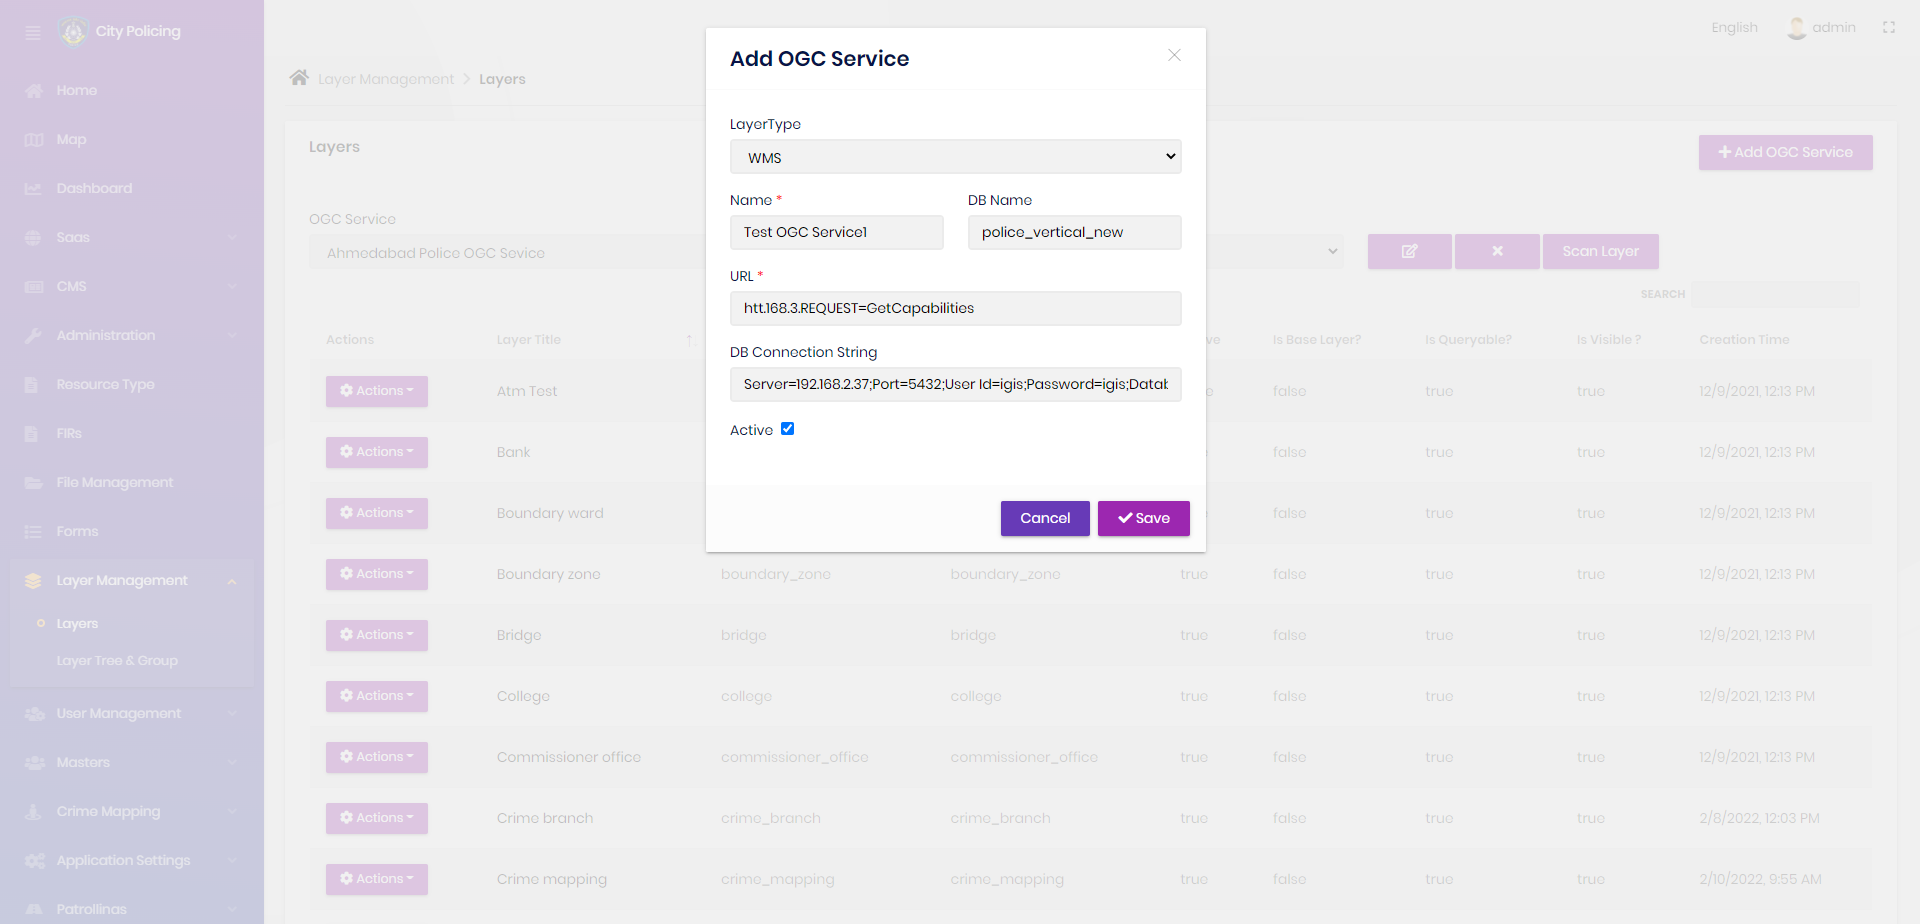 City Policing
English
admin
Layer Management > Layers
Home
Map
Dashboard
Saas
CMS
Administration
Resource Type
FIRs
File Management
Forms
Layer Management
Layers
Layer Tree & Group
User Management
Masters
Crime Mapping
Application Settings
Patrollings
Layers
Add OGC Service
OGC Service
Ahmedabad Police OGC Sevice
Scan Layer
SEARCH
Actions Layer Title ve Is Base Layer? Is Queryable? Is Visible ? Creation Time
Actions Atm Test e false true true 12/9/2021, 12:13 PM
Actions Bank false true true 12/9/2021, 12:13 PM
Actions Boundary ward false true true 12/9/2021, 12:13 PM
Actions Boundary zone boundary_zone boundary_zone true false true true 12/9/2021, 12:13 PM
Actions Bridge bridge bridge true false true true 12/9/2021, 12:13 PM
Actions College college college true false true true 12/9/2021, 12:13 PM
Actions Commissioner office commissioner_office commissioner_office true false true true 12/9/2021, 12:13 PM
Actions Crime branch crime_branch crime_branch true false true true 2/8/2022, 12:03 PM
Actions Crime mapping crime_mapping crime_mapping true false true true 2/10/2022, 9:55 AM
Add OGC Service
LayerType
WMS
Name * DB Name
Test OGC Service1 police_vertical_new
URL *
htt.168.3.REQUEST=GetCapabilities
DB Connection String
Server=192.168.2.37;Port=5432;User Id=igis;Password=igis;Datab
Active
Cancel Save